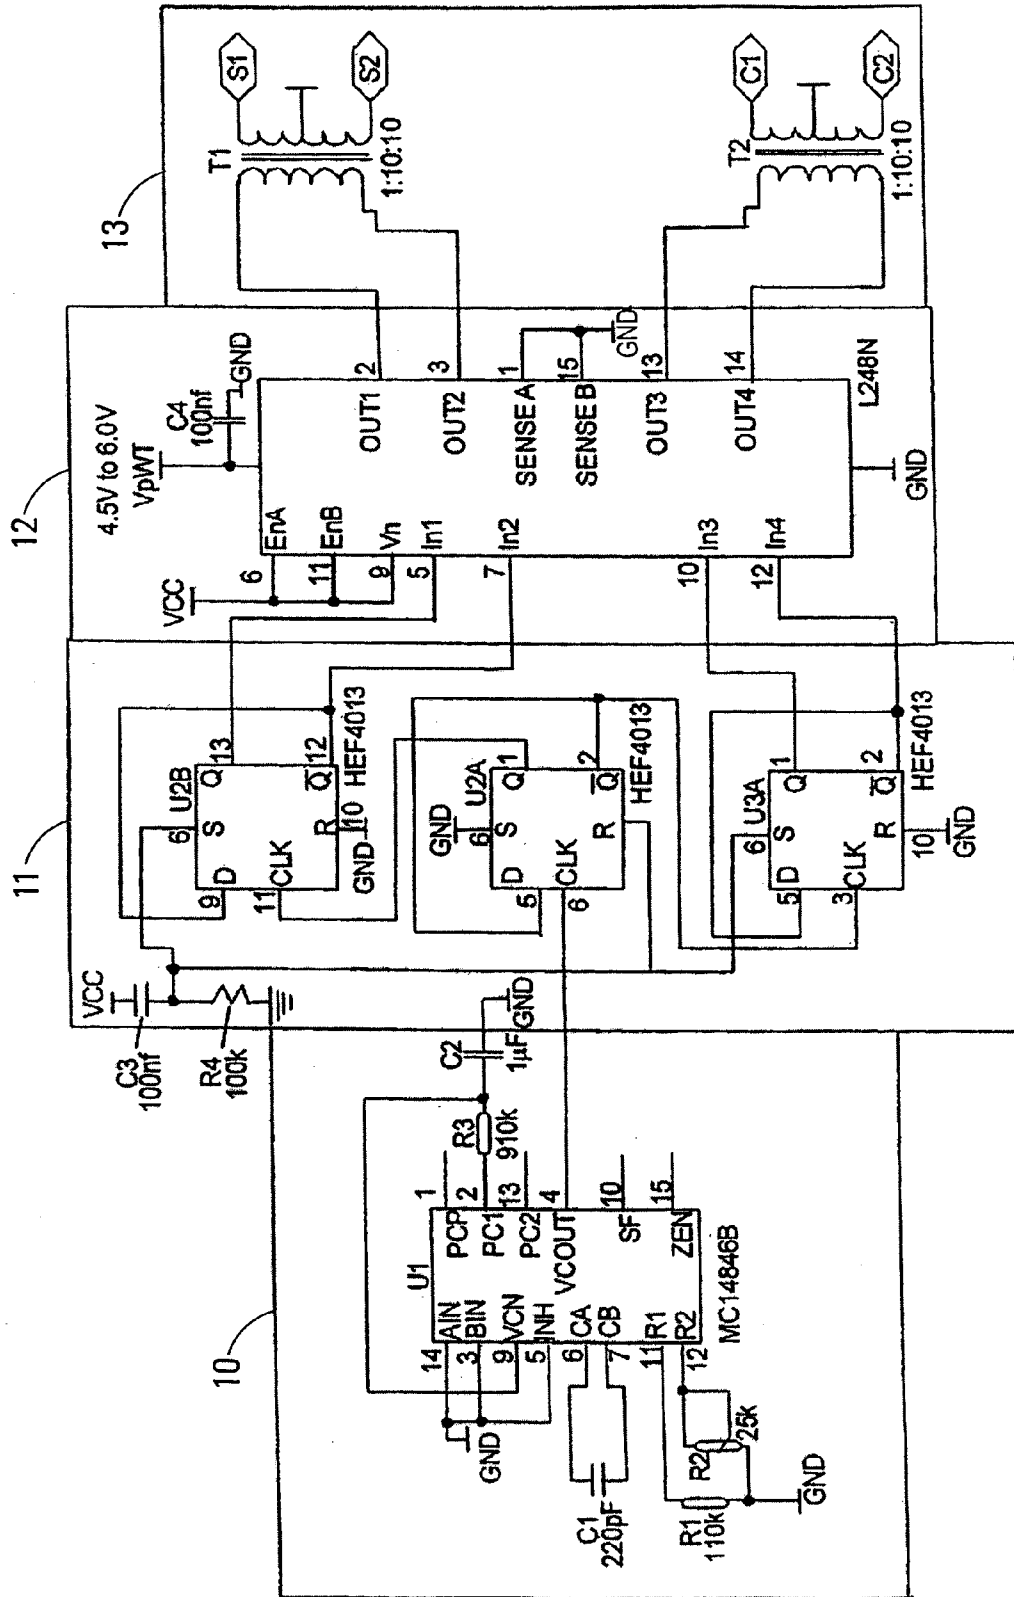 10
U1
AIN
BIN
VCN
INH
CA
CB
R1
R2
14
3
9
5
6
7
11
12
PCP
PC1
PC2
VCOUT
SF
ZEN
1
2
13
4
10
15
MC14846B
GND
C1
220pF
R1
110k
R2
25k
GND
R3
910k
C2
1µF
GND
11
VCC
C3
100nf
R4
100k
U2B
6
S
D
9
CLK
11
Q
13
Q
12
R
10
GND
HEF4013
U2A
GND
6
S
D
5
CLK
6
Q
1
Q
2
R
HEF4013
U3A
6
S
D
5
CLK
3
Q
1
Q
2
R
10
GND
HEF4013
12
4.5V to 6.0V
VpWT
C4
100nf
GND
VCC
6
EnA
11
EnB
9
Vn
5
In1
7
In2
10
In3
12
In4
OUT1
2
OUT2
3
SENSE A
1
SENSE B
15
GND
OUT3
13
OUT4
14
L248N
GND
13
T1
1:10:10
S1
S2
T2
1:10:10
C1
C2